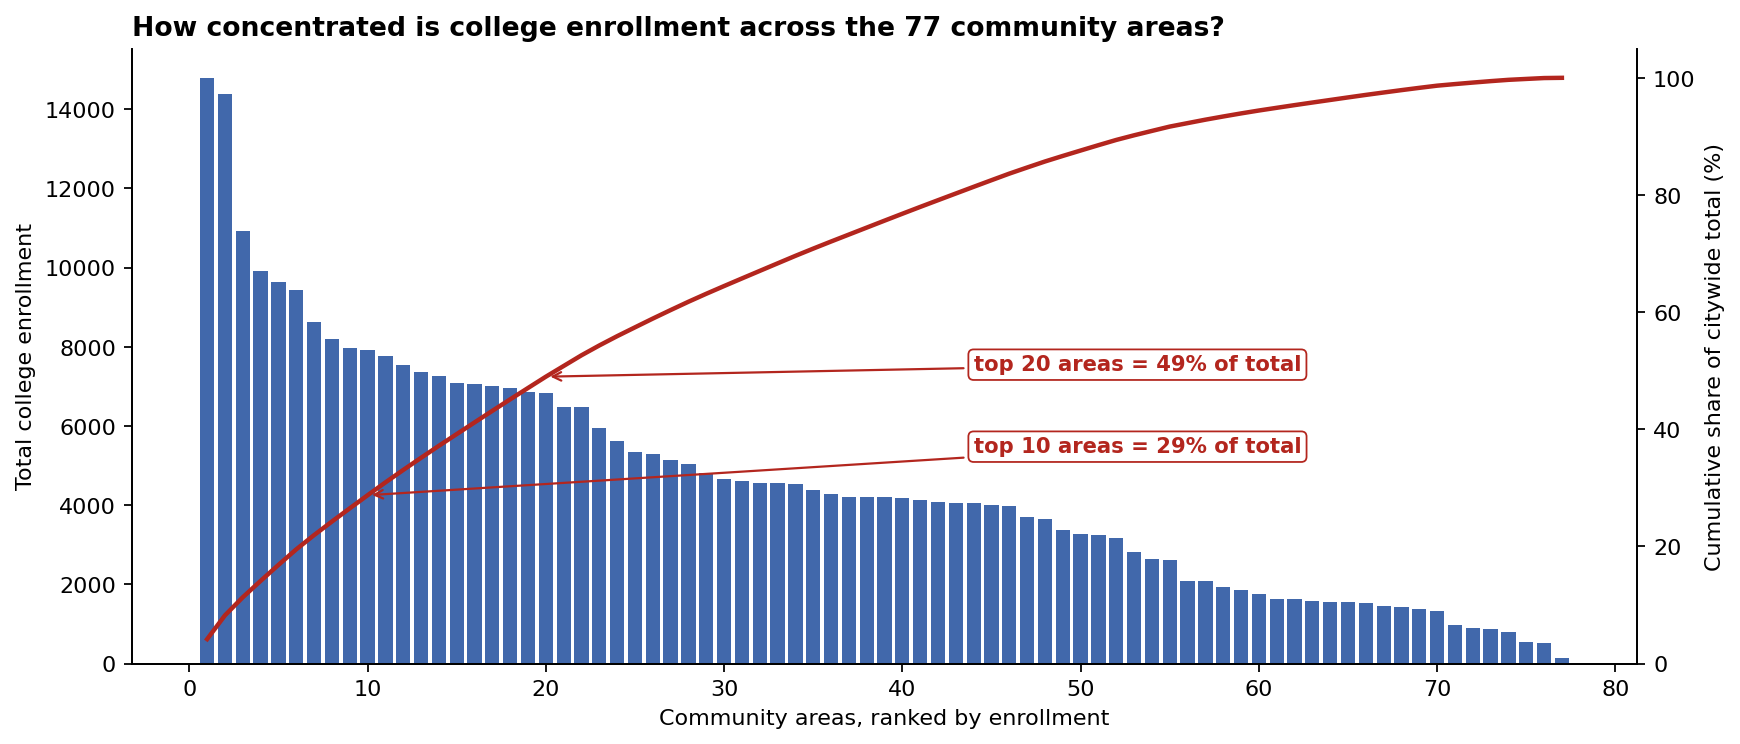 How concentrated is college enrollment across the 77 community areas?
Total college enrollment
14000
12000
10000
8000
6000
4000
2000
0
100
80
60
40
20
0
Cumulative share of citywide total (%)
top 20 areas = 49% of total
top 10 areas = 29% of total
0 10 20 30 40 50 60 70 80
Community areas, ranked by enrollment